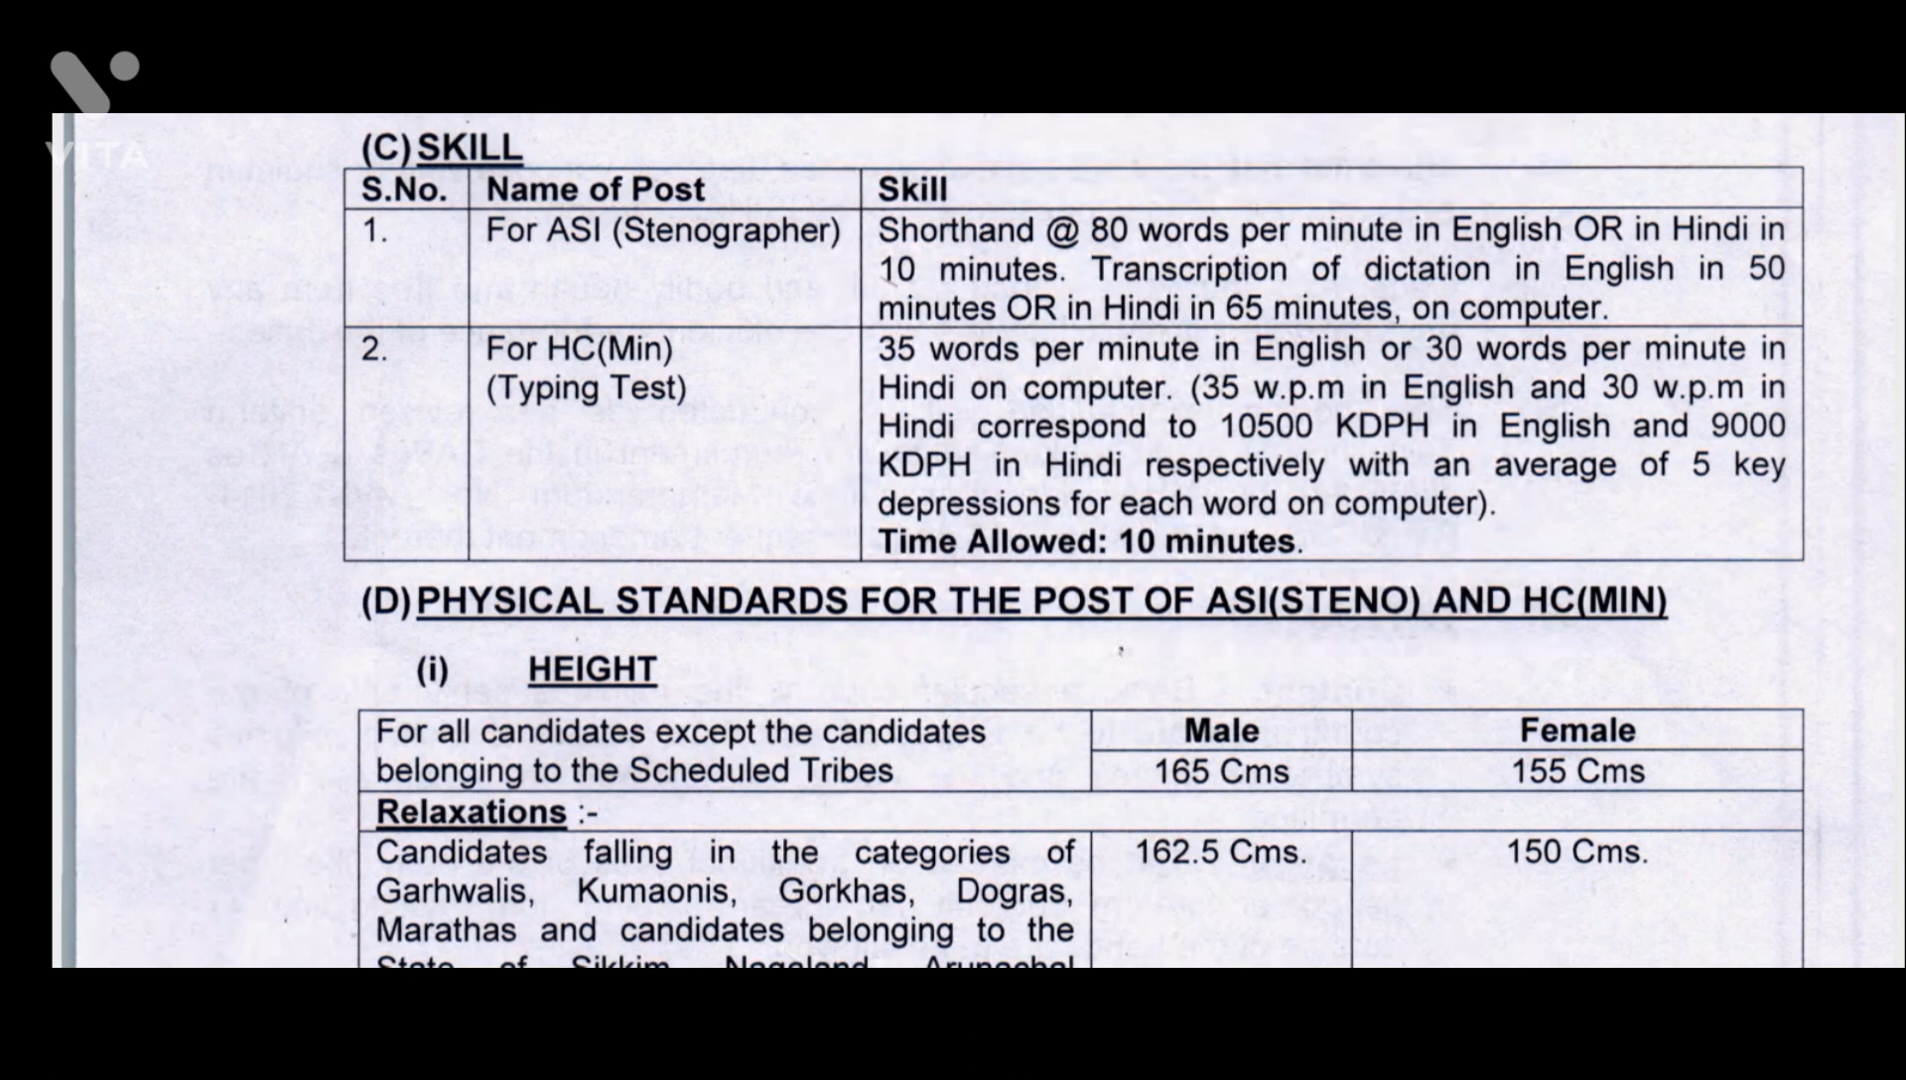 VITA
(C) SKILL
S.No. Name of Post Skill
1. For ASI (Stenographer) Shorthand @ 80 words per minute in English OR in Hindi in
10 minutes. Transcription of dictation in English in 50
minutes OR in Hindi in 65 minutes, on computer.
2. For HC(Min) 35 words per minute in English or 30 words per minute in
(Typing Test) Hindi on computer. (35 w.p.m in English and 30 w.p.m in
Hindi correspond to 10500 KDPH in English and 9000
KDPH in Hindi respectively with an average of 5 key
depressions for each word on computer).
Time Allowed: 10 minutes.
(D) PHYSICAL STANDARDS FOR THE POST OF ASI(STENO) AND HC(MIN)
(i) HEIGHT
For all candidates except the candidates Male Female
belonging to the Scheduled Tribes 165 Cms 155 Cms
Relaxations :-
Candidates falling in the categories of 162.5 Cms. 150 Cms.
Garhwalis, Kumaonis, Gorkhas, Dogras,
Marathas and candidates belonging to the
State of Sikkim, Nagaland, Arunachal